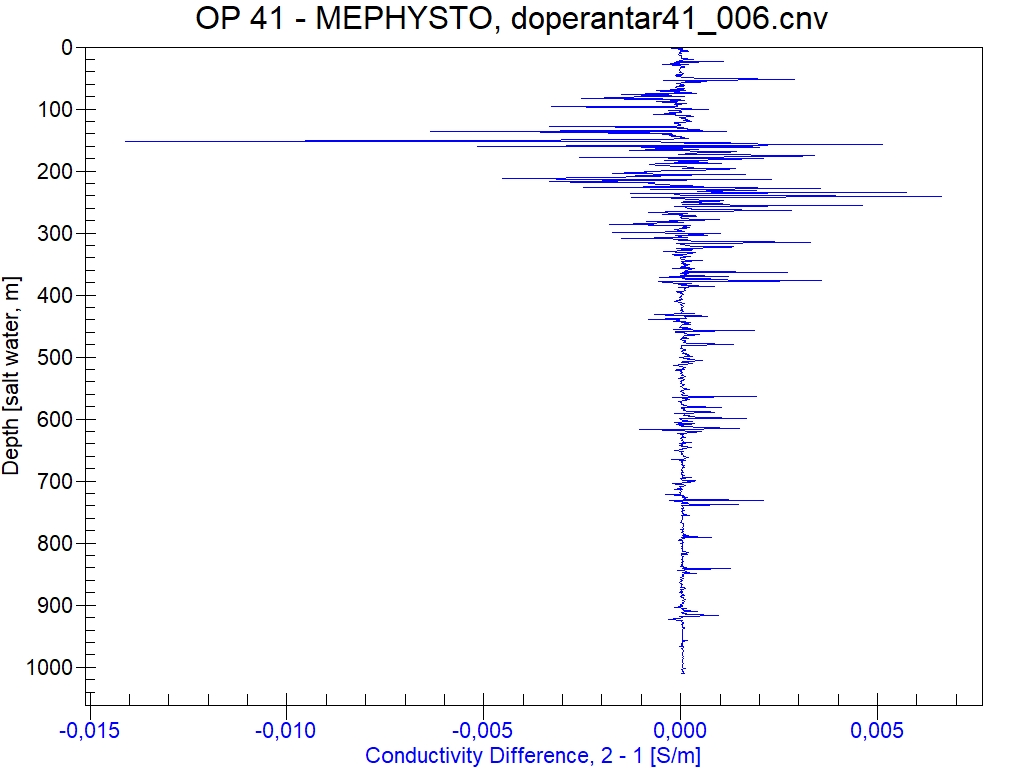 OP 41 - MEPHYSTO, doperantar41_006.cnv
0
100
200
300
400
500
600
700
800
900
1000
Depth [salt water, m]
-0,015 -0,010 -0,005 0,000 0,005
Conductivity Difference, 2 - 1 [S/m]